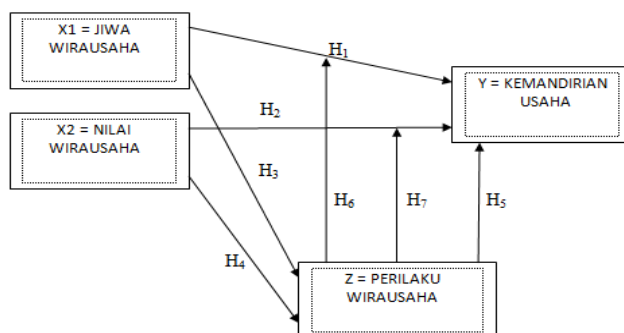 X1 = JIWA
WIRAUSAHA
H1
Y = KEMANDIRIAN
USAHA
X2 = NILAI
WIRAUSAHA
H2
H3
H4
H6
H7
H5
Z = PERILAKU
WIRAUSAHA